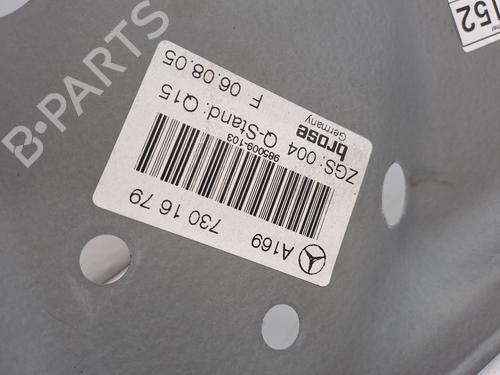 A169 730 16 79
985009-103
ZGS: 004 Q-Stand: Q15
F 06.08.05
brose
Germany
152
B-PARTS